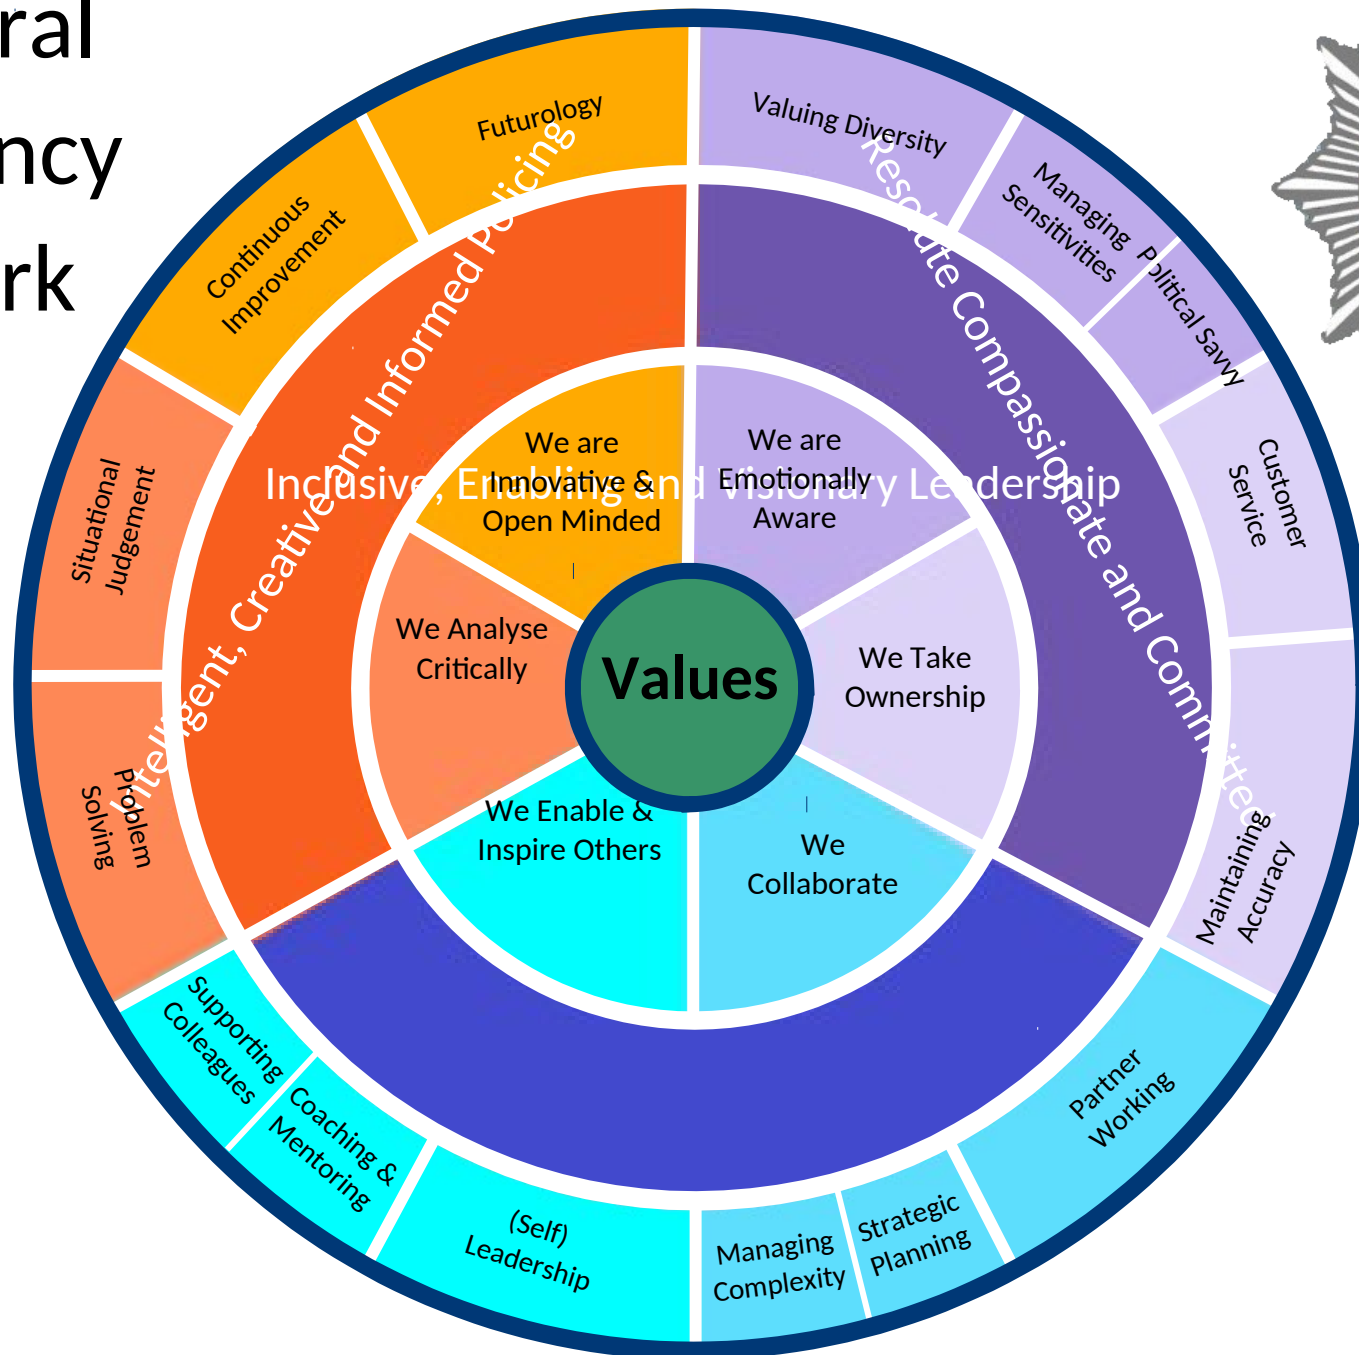 ral
ncy
rk
Futurology
Valuing Diversity
Continuous
Improvement
Managing
Sensitivities
Political Savvy
Intelligent, Creative and Informed Policing
Resolute Compassionate and Committed
Situational
Judgement
Customer
Service
We are
Innovative &
Open Minded
We are
Emotionally
Aware
Inclusive, Enabling and Visionary Leadership
We Analyse
Critically
Values
We Take
Ownership
Problem
Solving
We Enable &
Inspire Others
We
Collaborate
Maintaining
Accuracy
Supporting
Colleagues
Coaching &
Mentoring
(Self)
Leadership
Managing
Complexity
Strategic
Planning
Partner
Working